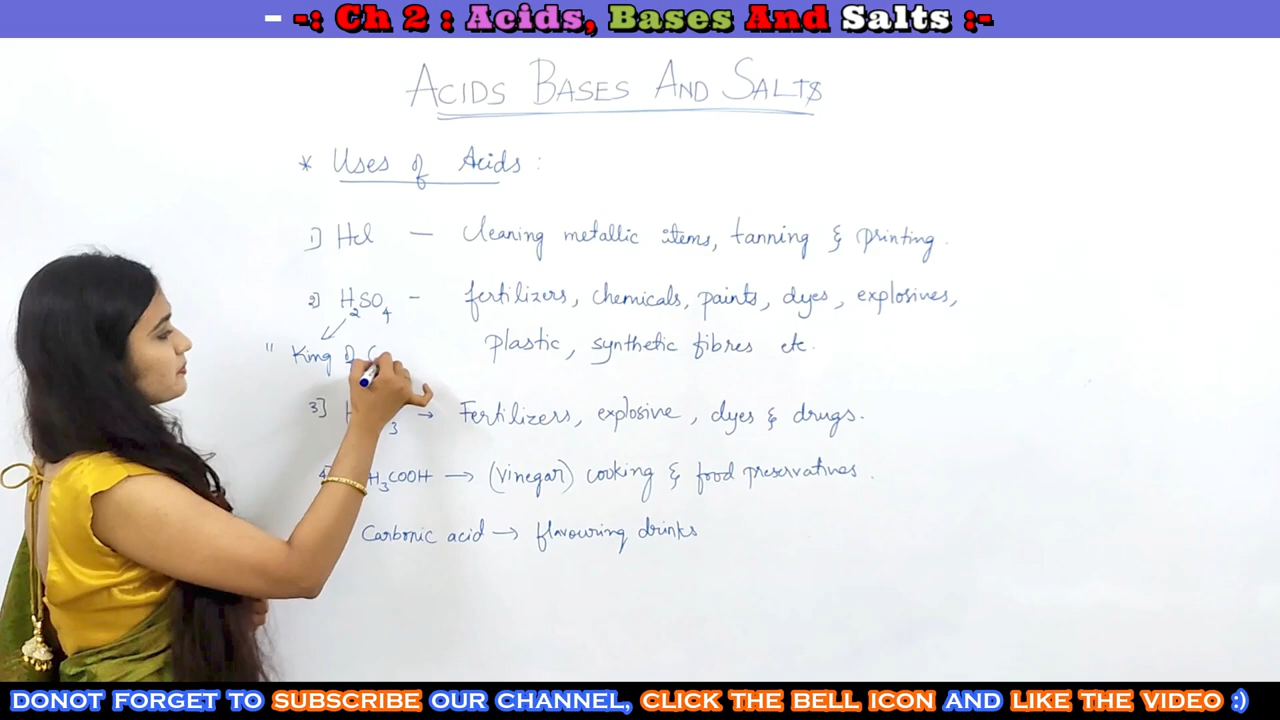 - -: Ch 2 : Acids, Bases And Salts :-
ACIDS BASES AND SALTS
* Uses of Acids :
1) Hcl — Cleaning metallic items, tanning & printing.
2) H2SO4 - fertilizers, chemicals, paints, dyes, explosives,
" King of C
plastic, synthetic fibres etc.
3] H 3 → Fertilizers, explosive, dyes & drugs.
4) H3COOH → (vinegar) cooking & food preservatives.
Carbonic acid → flavouring drinks
DONOT FORGET TO SUBSCRIBE OUR CHANNEL, CLICK THE BELL ICON AND LIKE THE VIDEO :)